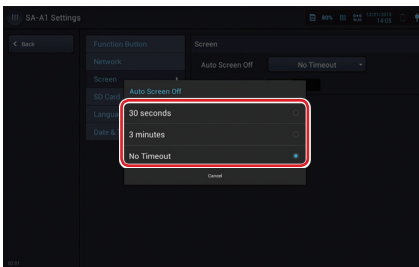 SA-A1 Settings
80%
14:05
Back
Function Button
Screen
Network
Auto Screen Off
No Timeout
Screen
SD Card
Auto Screen Off
Langua
30 seconds
Date &
3 minutes
No Timeout
Cancel